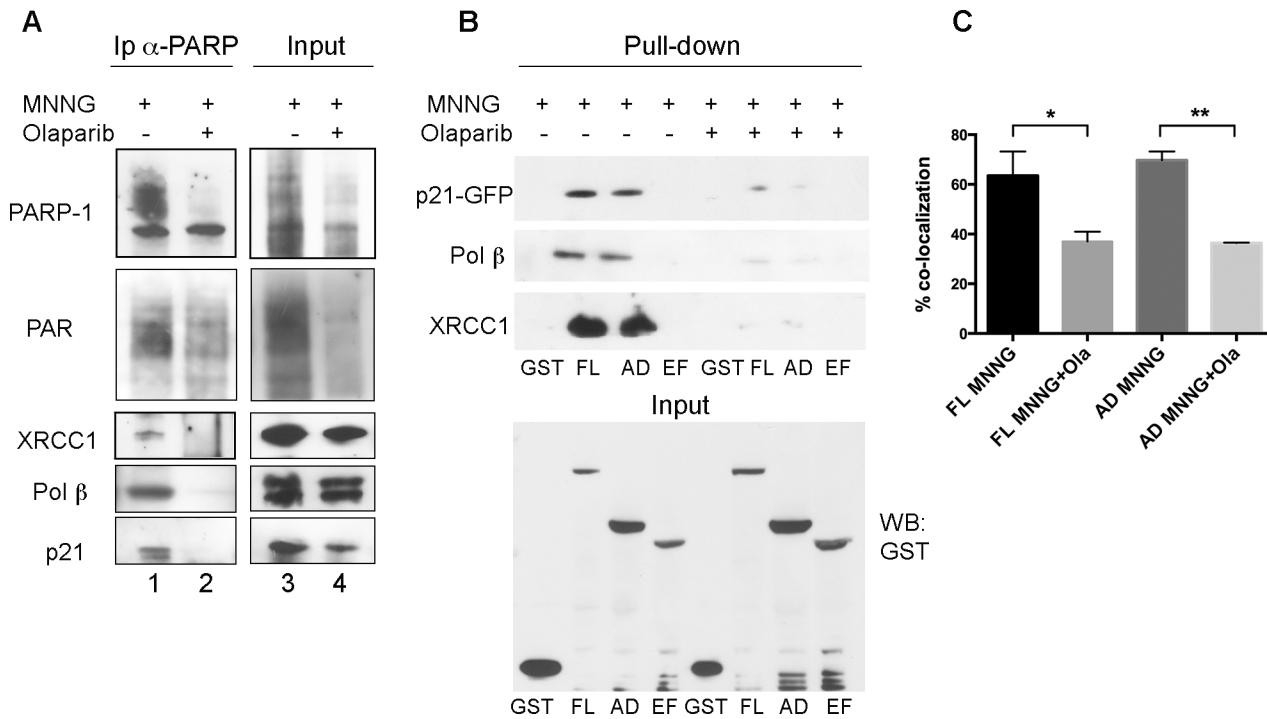 A
Ip α-PARP Input
MNNG + + + +
Olaparib - + - +
PARP-1
PAR
XRCC1
Pol β
p21
1 2 3 4
B
Pull-down
MNNG + + + + + + + +
Olaparib - - - - + + + +
p21-GFP
Pol β
XRCC1
GST FL AD EF GST FL AD EF
Input
WB:
GST
GST FL AD EF GST FL AD EF
C
* **
% co-localization
80
60
40
20
0
FL MNNG
FL MNNG+Ola
AD MNNG
AD MNNG+Ola